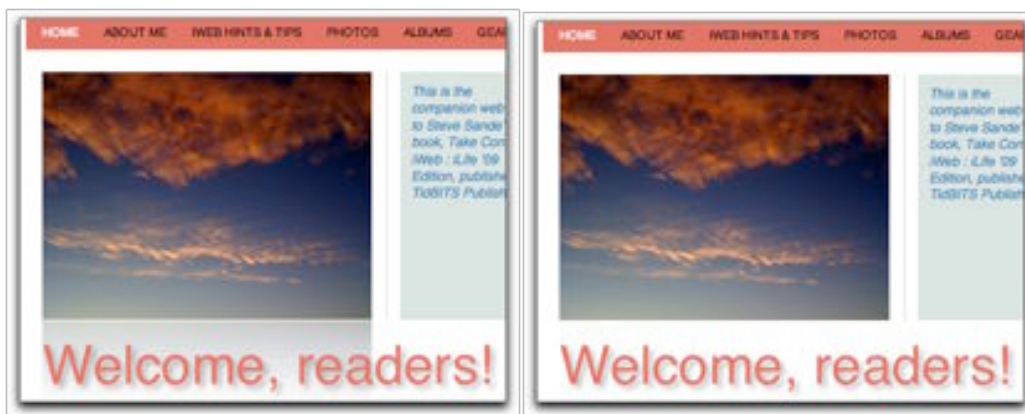 HOME ABOUT ME IWEB HINTS & TIPS PHOTOS ALBUMS
This is the
companion
to Steve Sande
book, Take
iWeb : iLife '09
Edition,
TidBITS
Welcome, readers!
HOME ABOUT ME IWEB HINTS & TIPS PHOTOS ALBUMS
This is the
companion
to Steve Sande
book, Take
iWeb : iLife '09
Edition,
TidBITS
Welcome, readers!